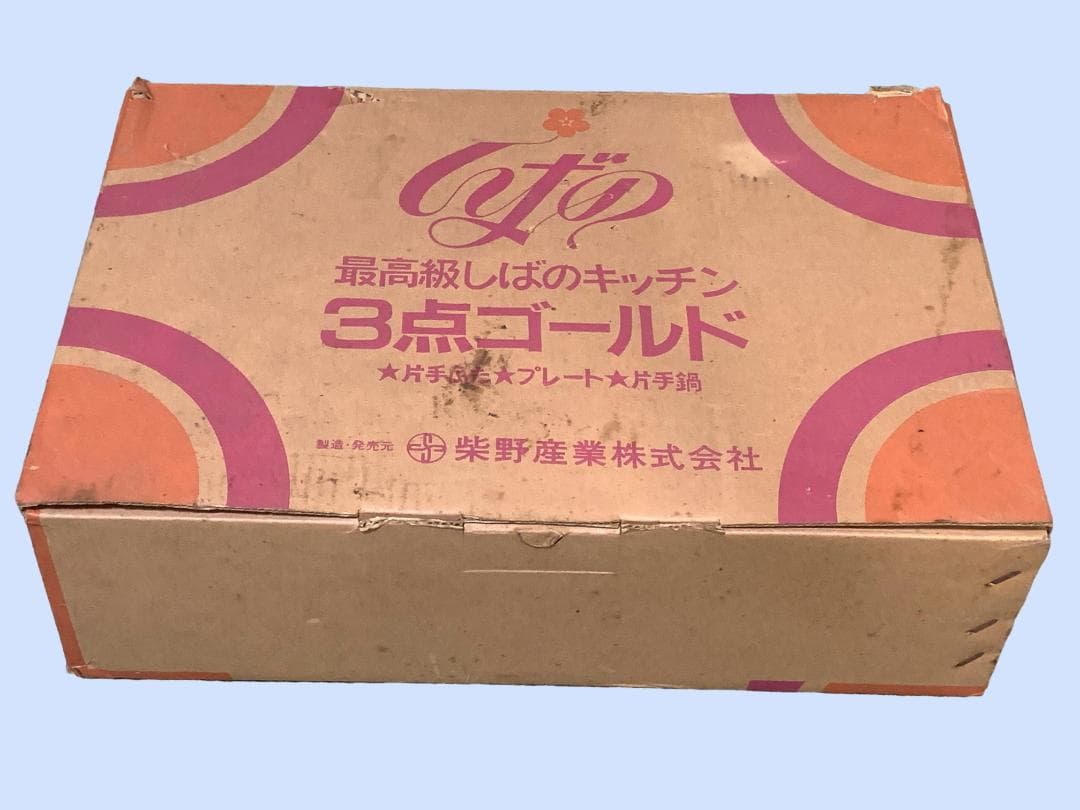 しばの
最高級しばのキッチン
3点ゴールド
★片手ふた★プレート★片手鍋
製造・発売元 柴野産業株式会社